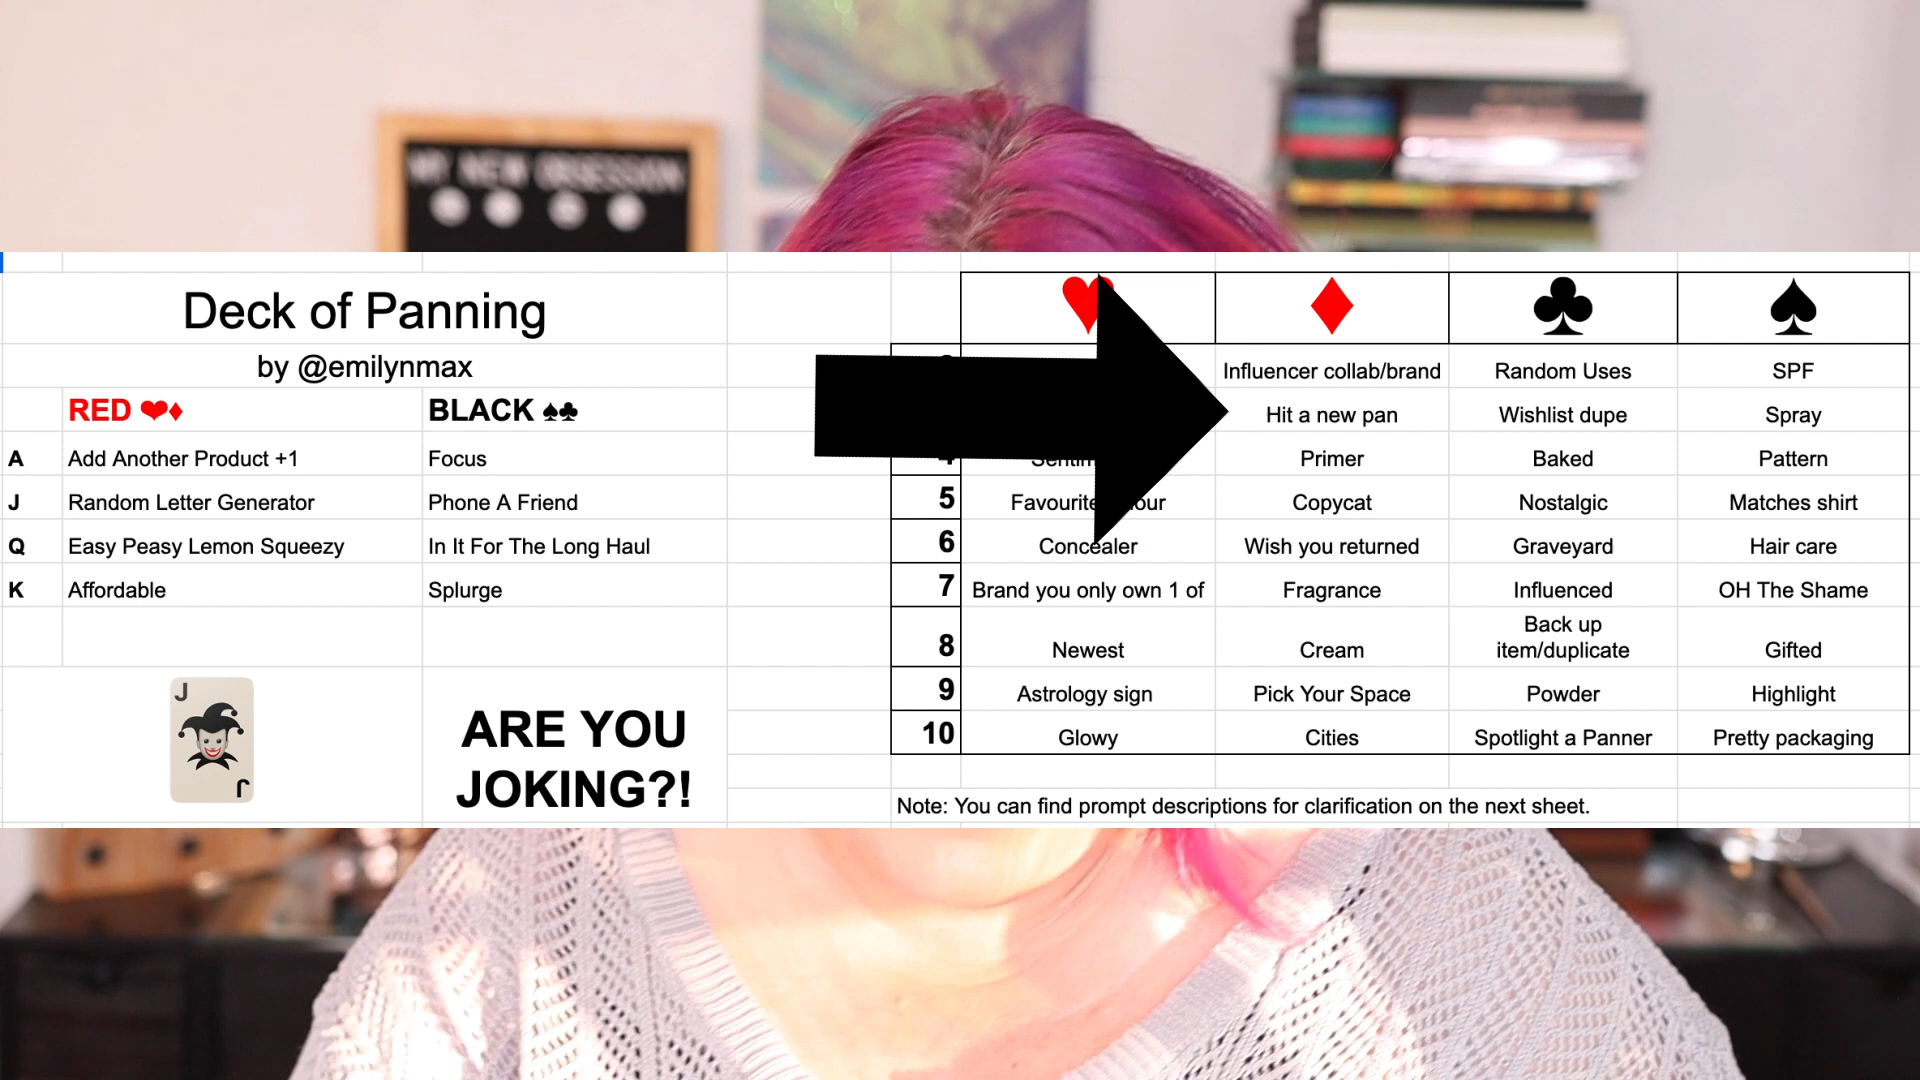 MY NEW OBSESSION
Deck of Panning
by @emilynmax
RED BLACK
A Add Another Product +1 Focus
J Random Letter Generator Phone A Friend
Q Easy Peasy Lemon Squeezy In It For The Long Haul
K Affordable Splurge
J
J
ARE YOU
JOKING?!
Influencer collab/brand Random Uses SPF
Hit a new pan Wishlist dupe Spray
Primer Baked Pattern
5 Favourite Copycat Nostalgic Matches shirt
6 Concealer Wish you returned Graveyard Hair care
7 Brand you only own 1 of Fragrance Influenced OH The Shame
8 Newest Cream Back up item/duplicate Gifted
9 Astrology sign Pick Your Space Powder Highlight
10 Glowy Cities Spotlight a Panner Pretty packaging
Note: You can find prompt descriptions for clarification on the next sheet.